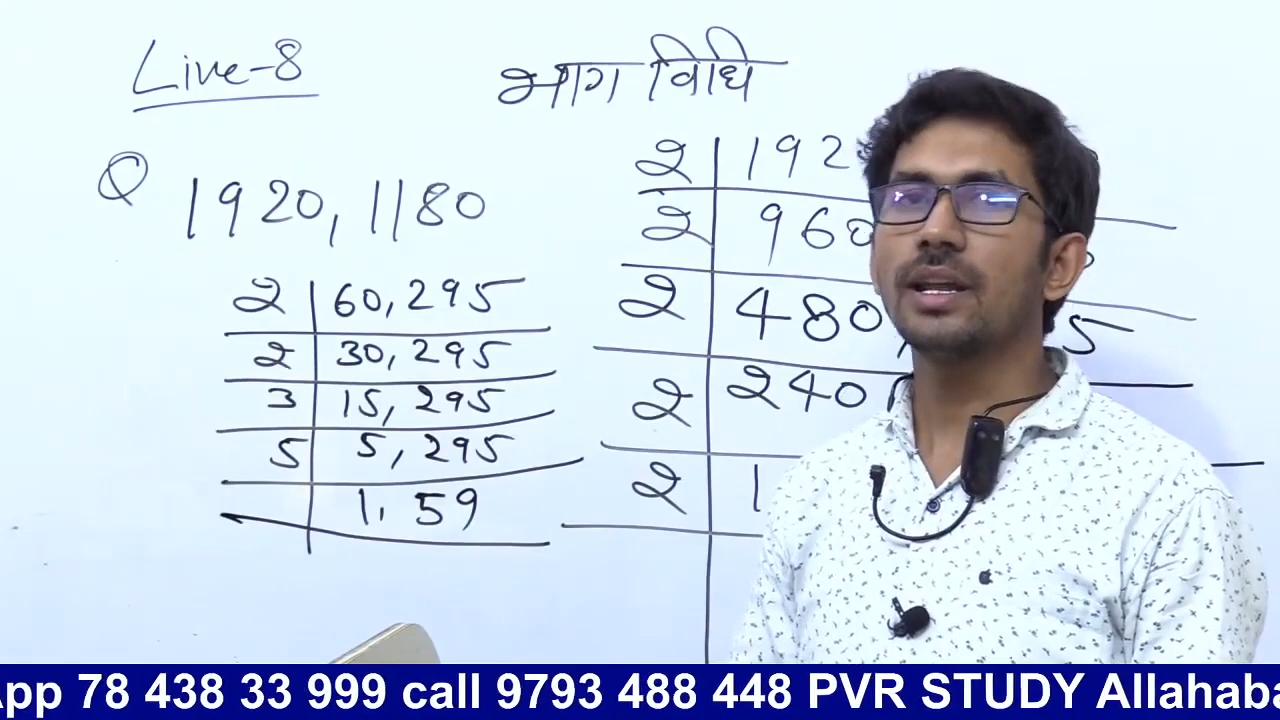 Live-8
भाग विधि
Q 1920, 1180
2 60, 295
2 30, 295
3 15, 295
5 5, 295
1, 59
2 192
2 960
2 480, 5
2 240
2 1
App 78 438 33 999 call 9793 488 448 PVR STUDY Allahaba